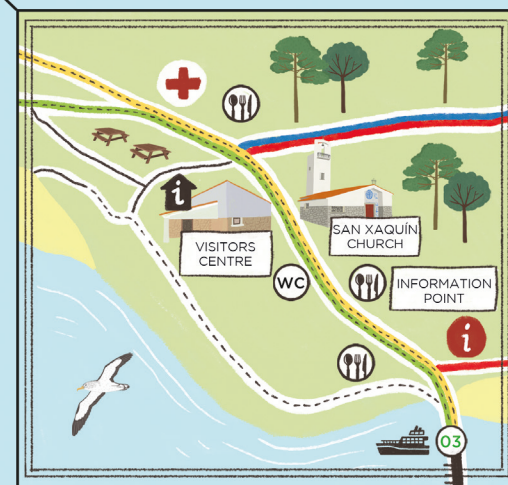 i
VISITORS
CENTRE
SAN XAQUÍN
CHURCH
WC
INFORMATION
POINT
i
03